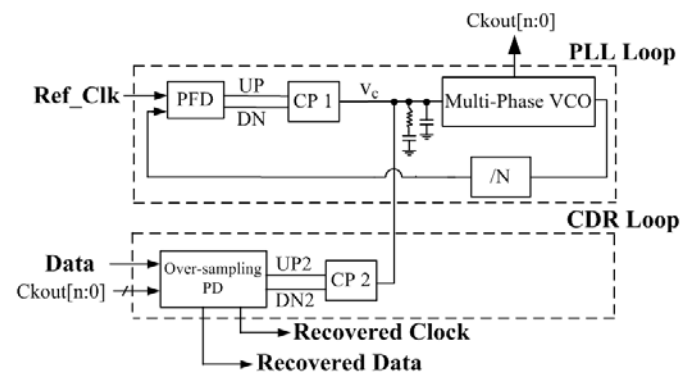 Ckout[n:0]
PLL Loop
Ref_Clk
PFD
UP
DN
CP 1
Vc
Multi-Phase VCO
/N
CDR Loop
Data
Ckout[n:0]
Over-sampling
PD
UP2
DN2
CP 2
Recovered Clock
Recovered Data